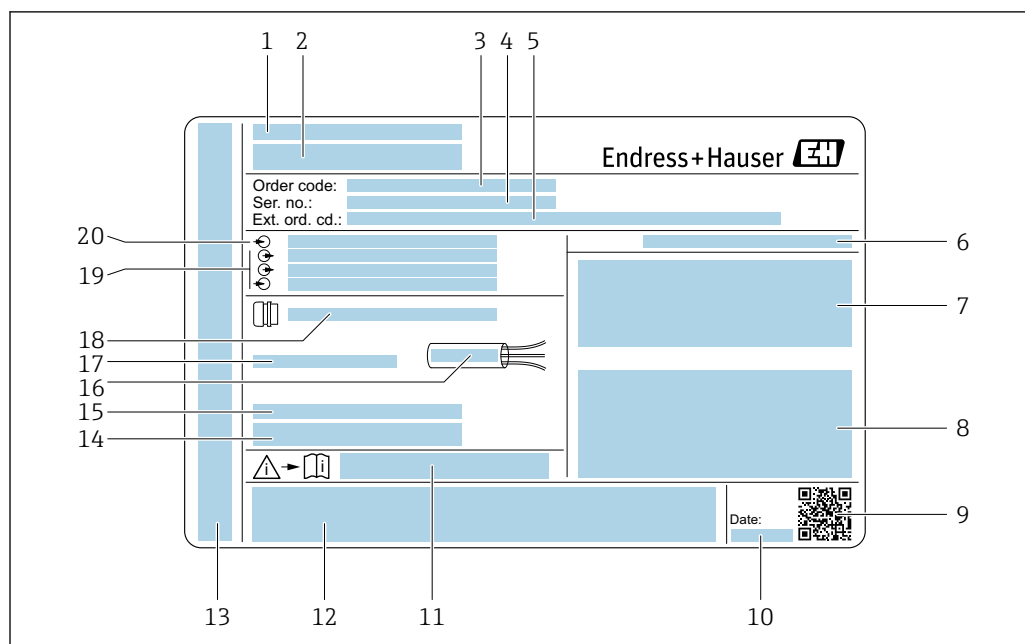 1 2 3 4 5
Endress+Hauser EH
Order code:
Ser. no.:
Ext. ord. cd.:
20
19
6
7
18
17
16
15
14
8
i i
Date:
9
13 12 11 10